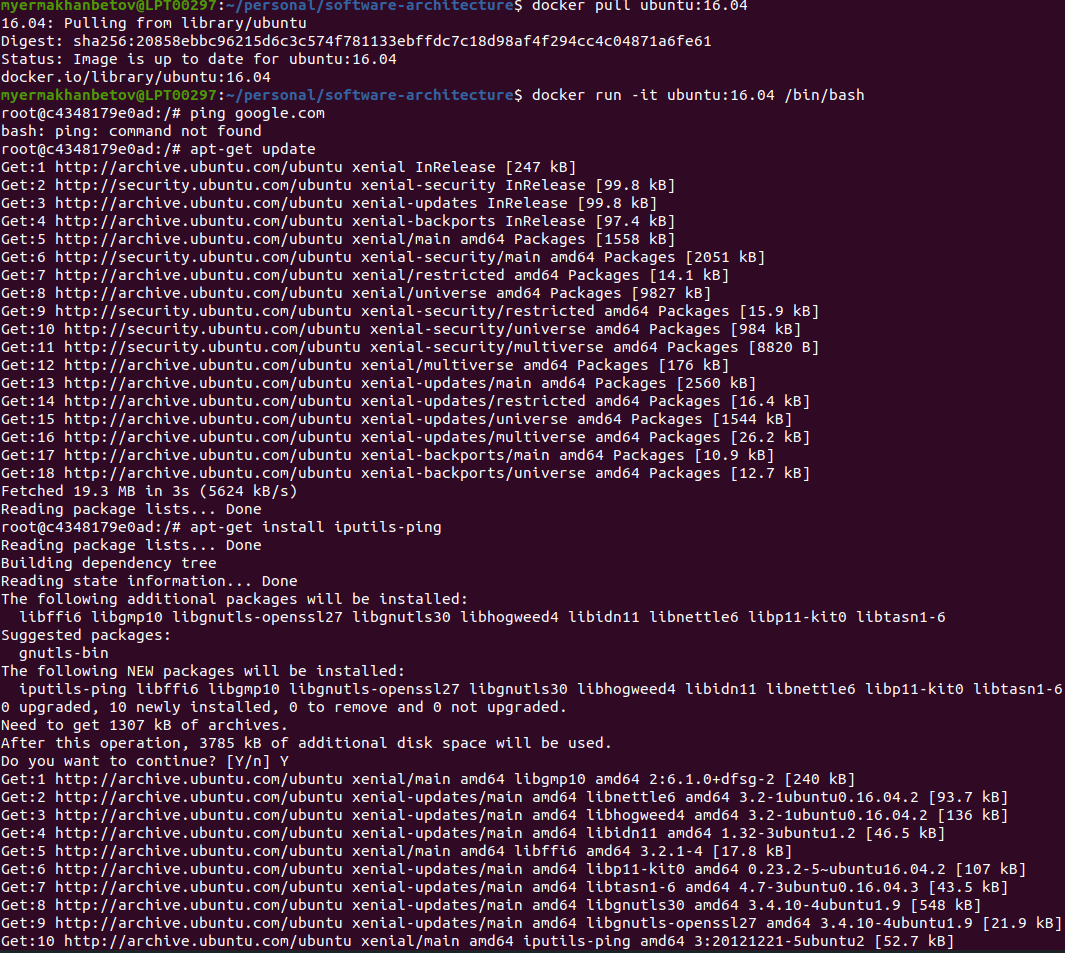 myermakhanbetov@LPT00297:~/personal/software-architecture$ docker pull ubuntu:16.04
16.04: Pulling from library/ubuntu
Digest: sha256:20858ebbc96215d6c3c574f781133ebffdc7c18d98af4f294cc4c04871a6fe61
Status: Image is up to date for ubuntu:16.04
docker.io/library/ubuntu:16.04
myermakhanbetov@LPT00297:~/personal/software-architecture$ docker run -it ubuntu:16.04 /bin/bash
root@c4348179e0ad:/# ping google.com
bash: ping: command not found
root@c4348179e0ad:/# apt-get update
Get:1 http://archive.ubuntu.com/ubuntu xenial InRelease [247 kB]
Get:2 http://security.ubuntu.com/ubuntu xenial-security InRelease [99.8 kB]
Get:3 http://archive.ubuntu.com/ubuntu xenial-updates InRelease [99.8 kB]
Get:4 http://archive.ubuntu.com/ubuntu xenial-backports InRelease [97.4 kB]
Get:5 http://archive.ubuntu.com/ubuntu xenial/main amd64 Packages [1558 kB]
Get:6 http://security.ubuntu.com/ubuntu xenial-security/main amd64 Packages [2051 kB]
Get:7 http://archive.ubuntu.com/ubuntu xenial/restricted amd64 Packages [14.1 kB]
Get:8 http://archive.ubuntu.com/ubuntu xenial/universe amd64 Packages [9827 kB]
Get:9 http://security.ubuntu.com/ubuntu xenial-security/restricted amd64 Packages [15.9 kB]
Get:10 http://security.ubuntu.com/ubuntu xenial-security/universe amd64 Packages [984 kB]
Get:11 http://security.ubuntu.com/ubuntu xenial-security/multiverse amd64 Packages [8820 B]
Get:12 http://archive.ubuntu.com/ubuntu xenial/multiverse amd64 Packages [176 kB]
Get:13 http://archive.ubuntu.com/ubuntu xenial-updates/main amd64 Packages [2560 kB]
Get:14 http://archive.ubuntu.com/ubuntu xenial-updates/restricted amd64 Packages [16.4 kB]
Get:15 http://archive.ubuntu.com/ubuntu xenial-updates/universe amd64 Packages [1544 kB]
Get:16 http://archive.ubuntu.com/ubuntu xenial-updates/multiverse amd64 Packages [26.2 kB]
Get:17 http://archive.ubuntu.com/ubuntu xenial-backports/main amd64 Packages [10.9 kB]
Get:18 http://archive.ubuntu.com/ubuntu xenial-backports/universe amd64 Packages [12.7 kB]
Fetched 19.3 MB in 3s (5624 kB/s)
Reading package lists... Done
root@c4348179e0ad:/# apt-get install iputils-ping
Reading package lists... Done
Building dependency tree
Reading state information... Done
The following additional packages will be installed:
  libffi6 libgmp10 libgnutls-openssl27 libgnutls30 libhogweed4 libidn11 libnettle6 libp11-kit0 libtasn1-6
Suggested packages:
  gnutls-bin
The following NEW packages will be installed:
  iputils-ping libffi6 libgmp10 libgnutls-openssl27 libgnutls30 libhogweed4 libidn11 libnettle6 libp11-kit0 libtasn1-6
0 upgraded, 10 newly installed, 0 to remove and 0 not upgraded.
Need to get 1307 kB of archives.
After this operation, 3785 kB of additional disk space will be used.
Do you want to continue? [Y/n] Y
Get:1 http://archive.ubuntu.com/ubuntu xenial/main amd64 libgmp10 amd64 2:6.1.0+dfsg-2 [240 kB]
Get:2 http://archive.ubuntu.com/ubuntu xenial-updates/main amd64 libnettle6 amd64 3.2-1ubuntu0.16.04.2 [93.7 kB]
Get:3 http://archive.ubuntu.com/ubuntu xenial-updates/main amd64 libhogweed4 amd64 3.2-1ubuntu0.16.04.2 [136 kB]
Get:4 http://archive.ubuntu.com/ubuntu xenial-updates/main amd64 libidn11 amd64 1.32-3ubuntu1.2 [46.5 kB]
Get:5 http://archive.ubuntu.com/ubuntu xenial/main amd64 libffi6 amd64 3.2.1-4 [17.8 kB]
Get:6 http://archive.ubuntu.com/ubuntu xenial-updates/main amd64 libp11-kit0 amd64 0.23.2-5~ubuntu16.04.2 [107 kB]
Get:7 http://archive.ubuntu.com/ubuntu xenial-updates/main amd64 libtasn1-6 amd64 4.7-3ubuntu0.16.04.3 [43.5 kB]
Get:8 http://archive.ubuntu.com/ubuntu xenial-updates/main amd64 libgnutls30 amd64 3.4.10-4ubuntu1.9 [548 kB]
Get:9 http://archive.ubuntu.com/ubuntu xenial-updates/main amd64 libgnutls-openssl27 amd64 3.4.10-4ubuntu1.9 [21.9 kB]
Get:10 http://archive.ubuntu.com/ubuntu xenial/main amd64 iputils-ping amd64 3:20121221-5ubuntu2 [52.7 kB]